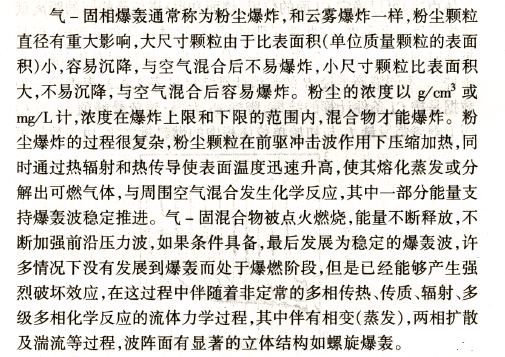 气－固相爆轰通常称为粉尘爆炸,和云雾爆炸一样,粉尘颗粒
直径有重大影响,大尺寸颗粒由于比表面积(单位质量颗粒的表面
积)小,容易沉降,与空气混合后不易爆炸,小尺寸颗粒比表面积
大,不易沉降,与空气混合后容易爆炸。粉尘的浓度以 g/cm³ 或
mg/L 计,浓度在爆炸上限和下限的范围内,混合物才能爆炸。粉
尘爆炸的过程很复杂,粉尘颗粒在前驱冲击波作用下压缩加热,同
时通过热辐射和热传导使表面温度迅速升高,使其熔化蒸发或分
解出可燃气体,与周围空气混合发生化学反应,其中一部分能量支
持爆轰波稳定推进。气－固混合物被点火燃烧,能量不断释放,不
断加强前沿压力波,如果条件具备,最后发展为稳定的爆轰波,许
多情况下没有发展到爆轰而处于爆燃阶段,但是已经能够产生强
烈破坏效应,在这过程中伴随着非定常的多相传热、传质、辐射、多
级多相化学反应的流体力学过程,其中伴有相变(蒸发),两相扩散
及湍流等过程,波阵面有显著的立体结构如螺旋爆轰。